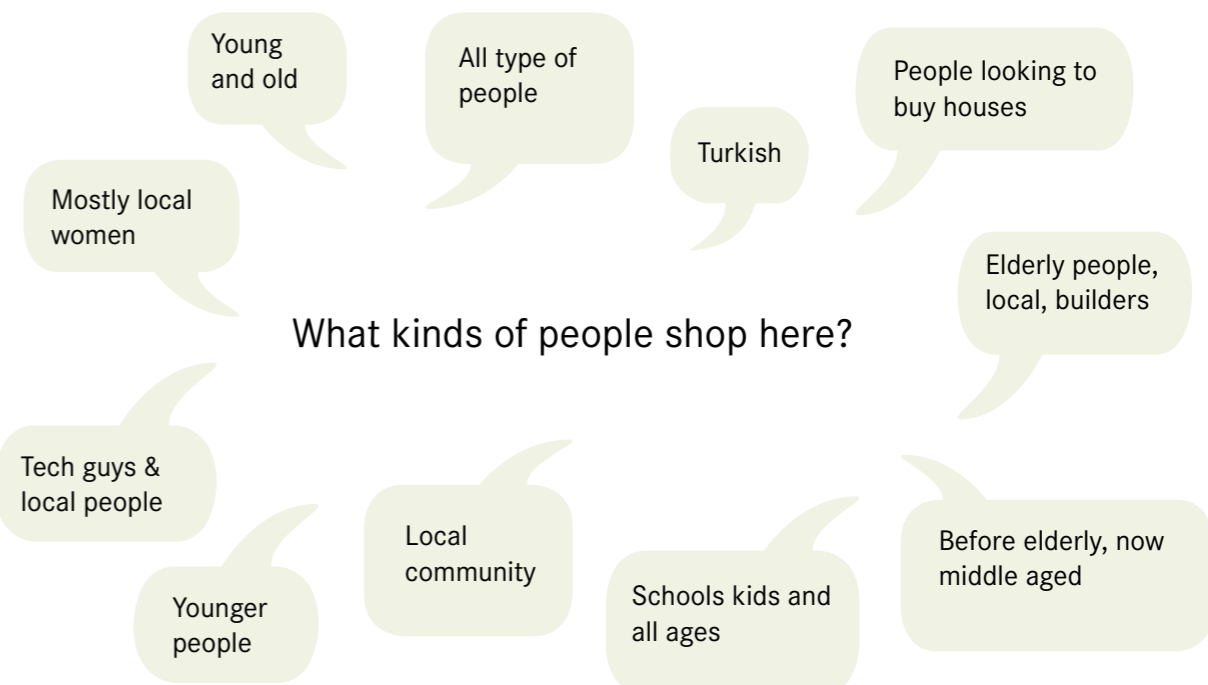 Young
and old
All type of
people
People looking to
buy houses
Turkish
Mostly local
women
Elderly people,
local, builders
What kinds of people shop here?
Tech guys &
local people
Local
community
Before elderly, now
middle aged
Younger
people
Schools kids and
all ages